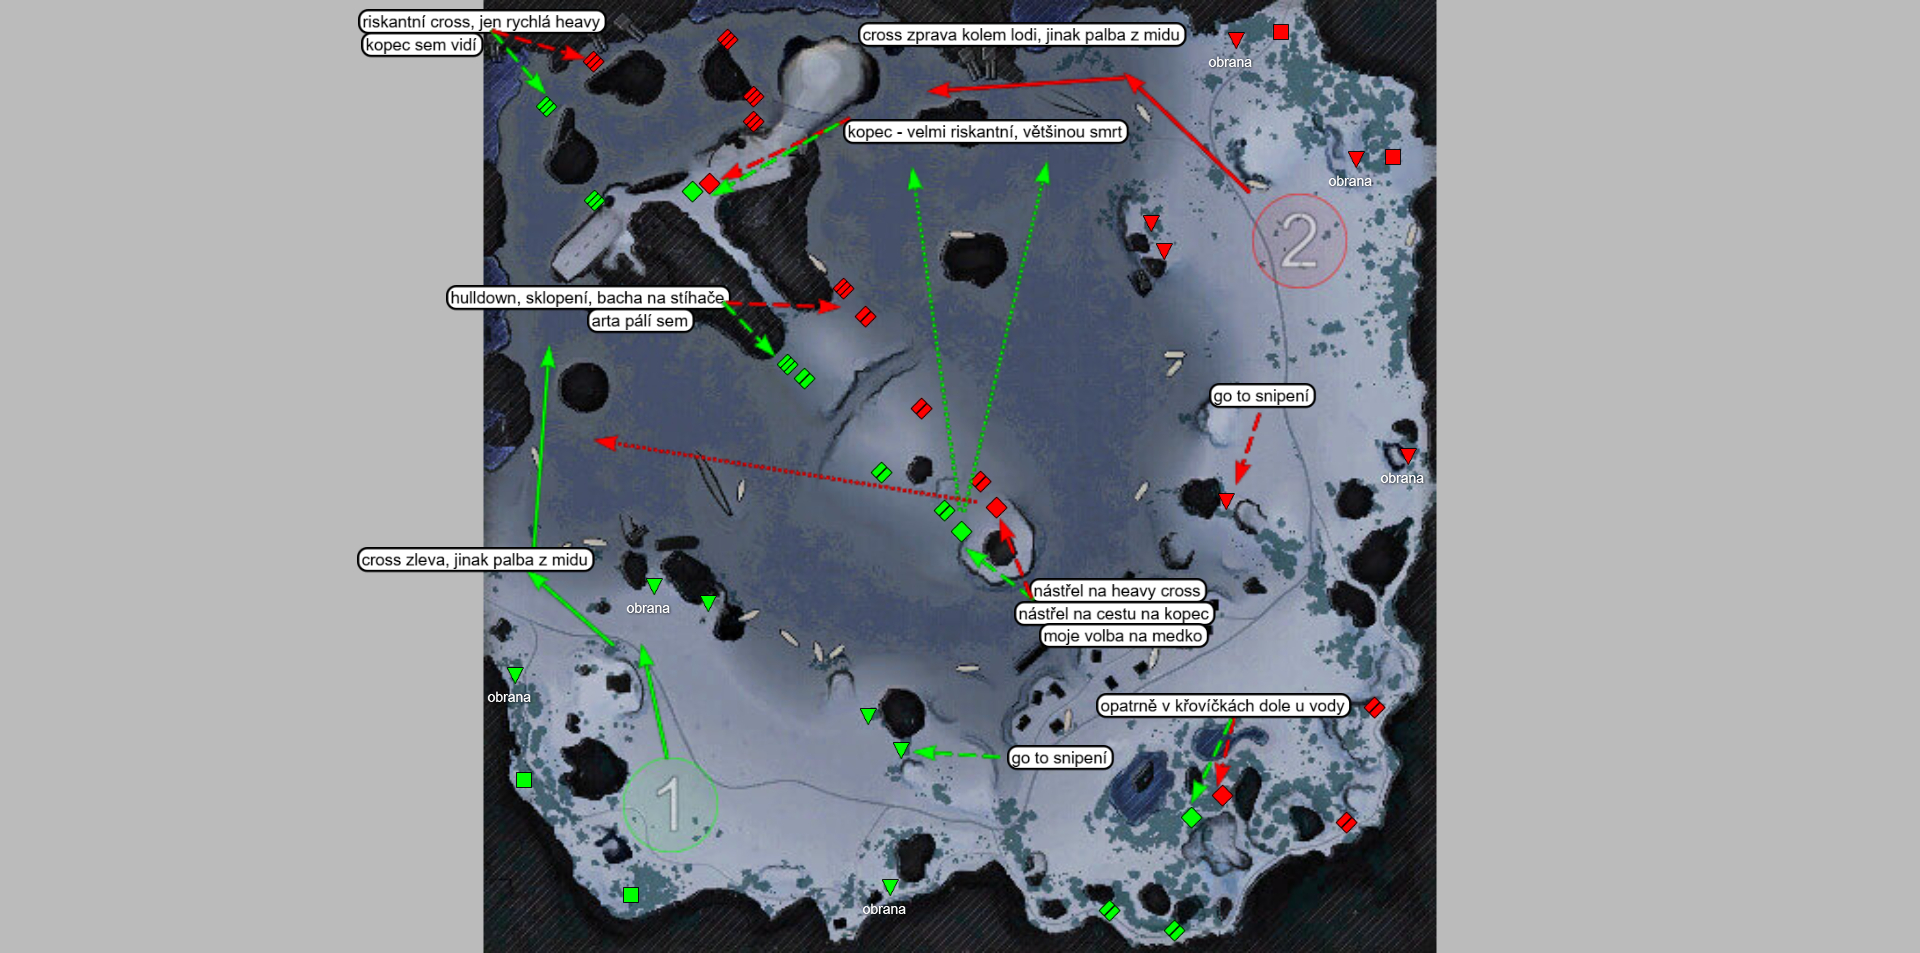 riskantní cross, jen rychlá heavy
kopec sem vidí
cross zprava kolem lodi, jinak palba z midu
obrana
kopec - velmi riskantní, většinou smrt
obrana
2
hulldown, sklopení, bacha na stíhače
arta pálí sem
go to snipení
obrana
cross zleva, jinak palba z midu
obrana
nástřel na heavy cross
nástřel na cestu na kopec
moje volba na medko
obrana
opatrně v křovíčkách dole u vody
go to snipení
1
obrana